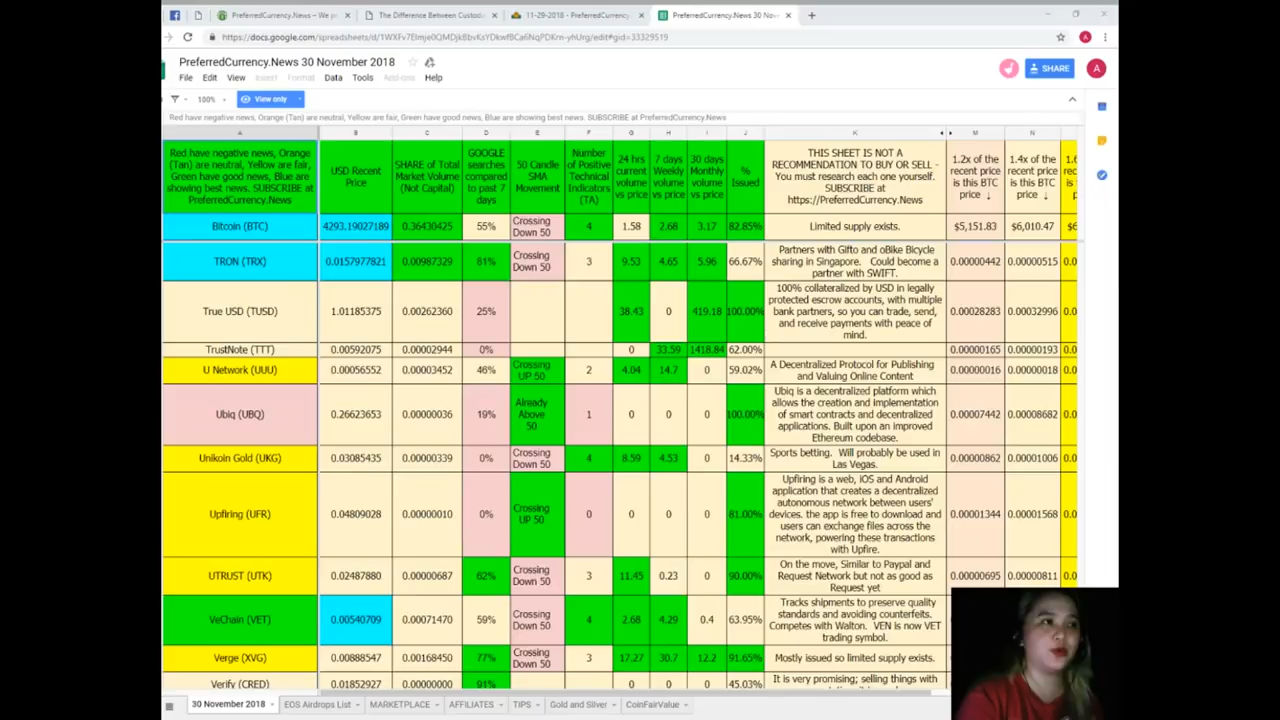 PreferredCurrency.News – We p
The Difference Between Custod
11-29-2018 - PreferredCurrency
PreferredCurrency.News 30 Nov
PreferredCurrency.News 30 November 2018
File Edit View Insert Format Data Tools Add-ons Help
SHARE
A
100%
View only
Red have negative news, Orange (Tan) are neutral, Yellow are fair, Green have good news, Blue are showing best news. SUBSCRIBE at PreferredCurrency.News
A B C D E F G H I J K M N
Red have negative news, Orange
(Tan) are neutral, Yellow are fair,
Green have good news, Blue are
showing best news. SUBSCRIBE at
PreferredCurrency.News
USD Recent
Price
SHARE of Total
Market Volume
(Not Capital)
GOOGLE
searches
compared
to past 7
days
50 Candle
SMA
Movement
Number of
Positive
Technical
Indicators
(TA)
24 hrs
current
volume
vs price
7 days
Weekly
volume
vs price
30 days
Monthly
volume
vs price
%
Issued
THIS SHEET IS NOT A
RECOMMENDATION TO BUY OR SELL -
You must research each one yourself.
SUBSCRIBE at
https://PreferredCurrency.News
1.2x of the
recent price
is this BTC
price ↓
1.4x of the
recent price
is this BTC
price ↓
Bitcoin (BTC) 4293.19027189 0.36430425 55% Crossing
Down 50 4 1.58 2.68 3.17 82.85% Limited supply exists. $5,151.83 $6,010.47
TRON (TRX) 0.0157977821 0.00987329 81% Crossing
Down 50 3 9.53 4.65 5.96 66.67%
Partners with Gifto and oBike Bicycle
sharing in Singapore. Could become a
partner with SWIFT.
0.00000442 0.00000515
True USD (TUSD) 1.01185375 0.00262360 25% 38.43 0 419.18 100.00%
100% collateralized by USD in legally
protected escrow accounts, with multiple
bank partners, so you can trade, send,
and receive payments with peace of
mind.
0.00028283 0.00032996
TrustNote (TTT) 0.00592075 0.00002944 0% 0 33.59 1418.84 62.00% 0.00000165 0.00000193
U Network (UUU) 0.00056552 0.00003452 46% Crossing
UP 50 2 4.04 14.7 0 59.02%
A Decentralized Protocol for Publishing
and Valuing Online Content
0.00000016 0.00000018
Ubiq (UBQ) 0.26623653 0.00000036 19% Already
Above
50 1 0 0 0 100.00%
Ubiq is a decentralized platform which
allows the creation and implementation
of smart contracts and decentralized
applications. Built upon an improved
Ethereum codebase.
0.00007442 0.00008682
Unikoin Gold (UKG) 0.03085435 0.00000339 0% Crossing
Down 50 4 8.59 4.53 0 14.33%
Sports betting. Will probably be used in
Las Vegas.
0.00000862 0.00001006
Upfiring (UFR) 0.04809028 0.00000010 0% Crossing
UP 50 0 0 0 0 81.00%
Upfiring is a web, iOS and Android
application that creates a decentralized
autonomous network between users'
devices. the app is free to download and
users can exchange files across the
network, powering these transactions
with Upfire.
0.00001344 0.00001568
UTRUST (UTK) 0.02487880 0.00000687 62% Crossing
Down 50 3 11.45 0.23 0 90.00%
On the move, Similar to Paypal and
Request Network but not as good as
Request yet
0.00000695 0.00000811
VeChain (VET) 0.00540709 0.00071470 59% Crossing
Down 50 4 2.68 4.29 0.4 63.95%
Tracks shipments to preserve quality
standards and avoiding counterfeits.
Competes with Walton. VEN is now VET
trading symbol.
Verge (XVG) 0.00888547 0.00168450 77% Crossing
Down 50 3 17.27 30.7 12.2 91.65% Mostly issued so limited supply exists.
Verify (CRED) 0.01852927 0.00000000 91% 45.03% It is very promising; selling things with
30 November 2018 EOS Airdrops List MARKETPLACE AFFILIATES TIPS Gold and Silver CoinFairValue